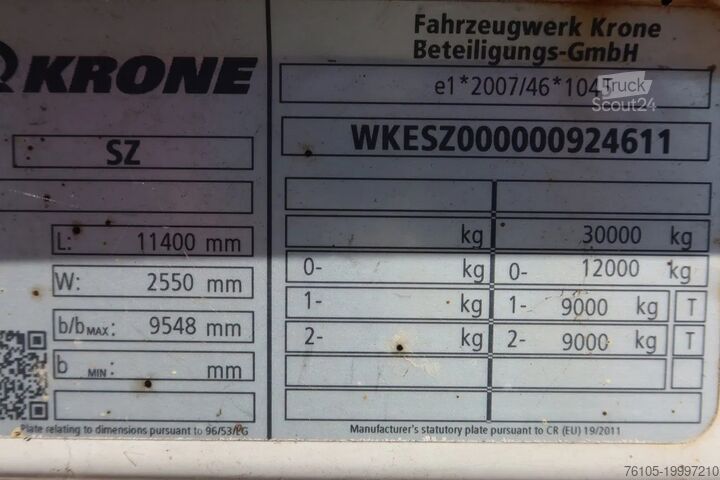 KRONE
SZ
L: 11400 mm
W: 2550 mm
b/bMAX: 9548 mm
b MIN: mm
Plate relating to dimensions pursuant to 96/53/EG
Fahrzeugwerk Krone
Beteiligungs-GmbH
e1*2007/46*1045
Truck
Scout24
WKESZ000000924611
kg 30000 kg
0- kg 0- 12000 kg
1- kg 1- 9000 kg T
2- kg 2- 9000 kg T
Manufacturer's statutory plate pursuant to CR (EU) 19/2011
76105-19997210